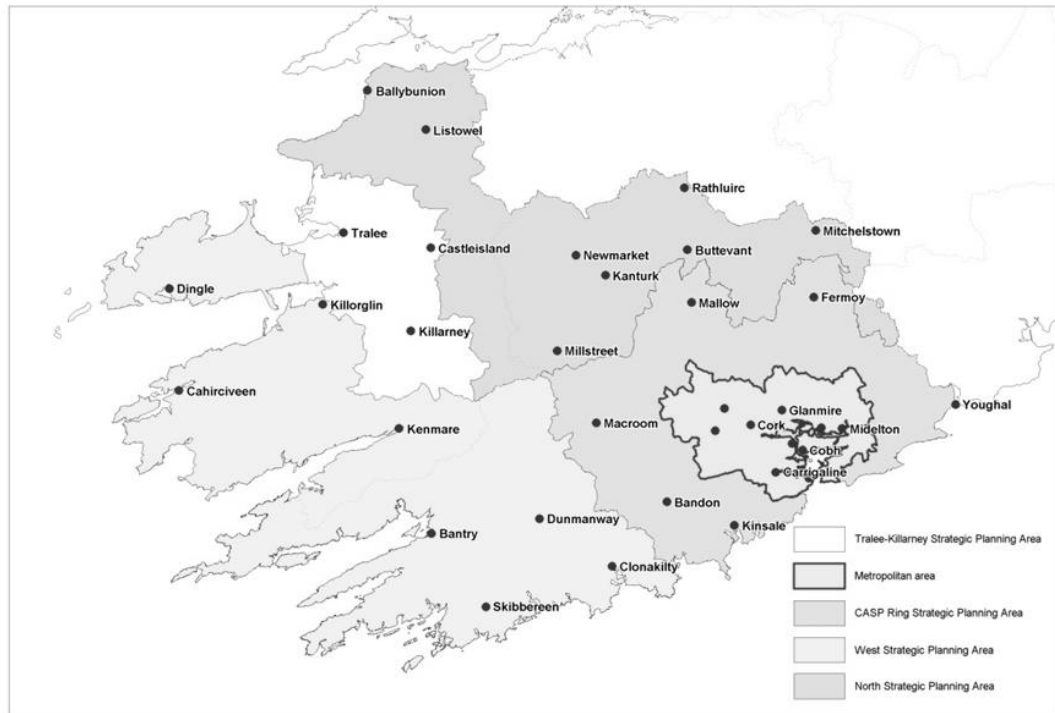 Ballybunion
Listowel
Rathluirc
Tralee
Castleisland
Newmarket
Buttevant
Mitchelstown
Kanturk
Dingle
Killorglin
Mallow
Fermoy
Killarney
Millstreet
Cahirciveen
Kenmare
Macroom
Cork
Glanmire
Youghal
Midelton
Cobh
Carrigaline
Bandon
Kinsale
Bantry
Dunmanway
Clonakilty
Skibbereen
Tralee-Killarney Strategic Planning Area
Metropolitan area
CASP Ring Strategic Planning Area
West Strategic Planning Area
North Strategic Planning Area